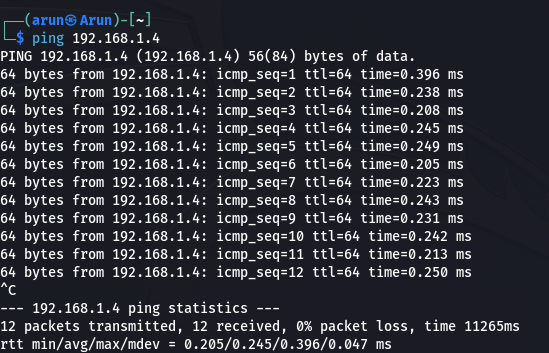 ┌──(arun㉿Arun)-[~]
└─$ ping 192.168.1.4
PING 192.168.1.4 (192.168.1.4) 56(84) bytes of data.
64 bytes from 192.168.1.4: icmp_seq=1 ttl=64 time=0.396 ms
64 bytes from 192.168.1.4: icmp_seq=2 ttl=64 time=0.238 ms
64 bytes from 192.168.1.4: icmp_seq=3 ttl=64 time=0.208 ms
64 bytes from 192.168.1.4: icmp_seq=4 ttl=64 time=0.245 ms
64 bytes from 192.168.1.4: icmp_seq=5 ttl=64 time=0.249 ms
64 bytes from 192.168.1.4: icmp_seq=6 ttl=64 time=0.205 ms
64 bytes from 192.168.1.4: icmp_seq=7 ttl=64 time=0.223 ms
64 bytes from 192.168.1.4: icmp_seq=8 ttl=64 time=0.243 ms
64 bytes from 192.168.1.4: icmp_seq=9 ttl=64 time=0.231 ms
64 bytes from 192.168.1.4: icmp_seq=10 ttl=64 time=0.242 ms
64 bytes from 192.168.1.4: icmp_seq=11 ttl=64 time=0.213 ms
64 bytes from 192.168.1.4: icmp_seq=12 ttl=64 time=0.250 ms
^C
--- 192.168.1.4 ping statistics ---
12 packets transmitted, 12 received, 0% packet loss, time 11265ms
rtt min/avg/max/mdev = 0.205/0.245/0.396/0.047 ms